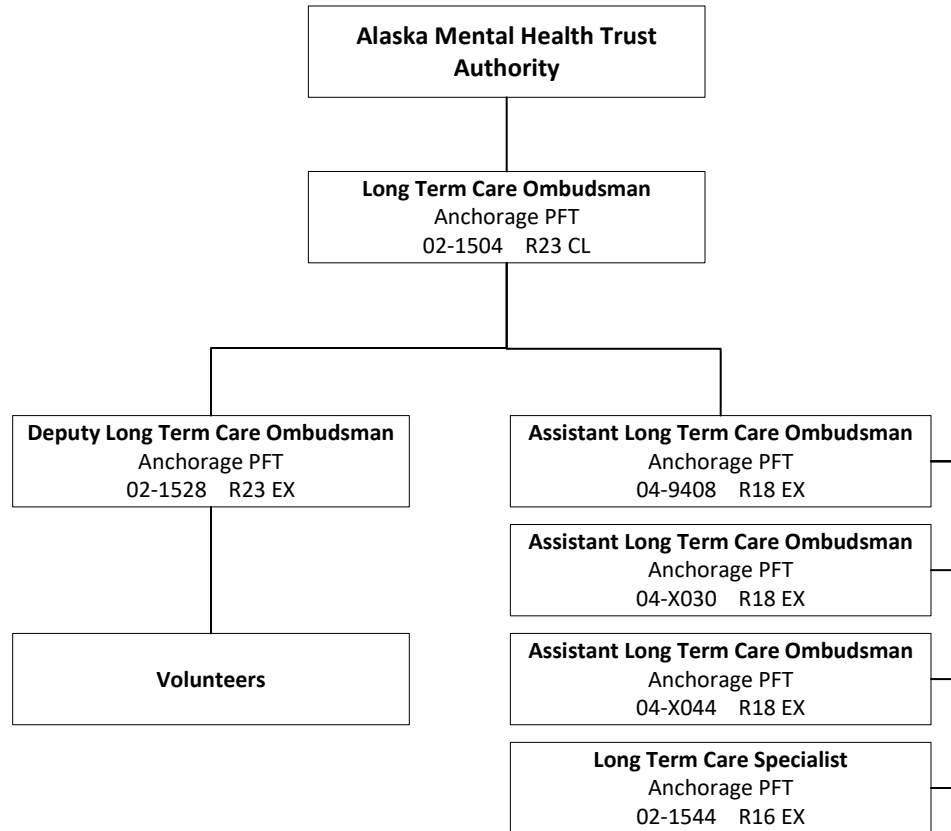 Alaska Mental Health Trust
Authority
Long Term Care Ombudsman
Anchorage PFT
02-1504 R23 CL
Deputy Long Term Care Ombudsman
Anchorage PFT
02-1528 R23 EX
Volunteers
Assistant Long Term Care Ombudsman
Anchorage PFT
04-9408 R18 EX
Assistant Long Term Care Ombudsman
Anchorage PFT
04-X030 R18 EX
Assistant Long Term Care Ombudsman
Anchorage PFT
04-X044 R18 EX
Long Term Care Specialist
Anchorage PFT
02-1544 R16 EX